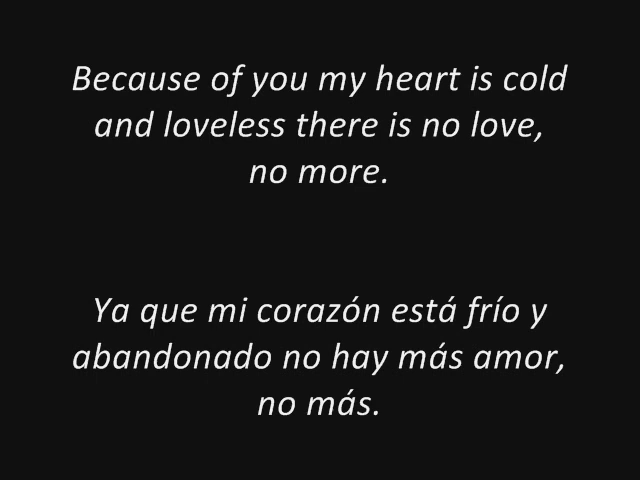 Because of you my heart is cold
and loveless there is no love,
no more.
Ya que mi corazón está frío y
abandonado no hay más amor,
no más.